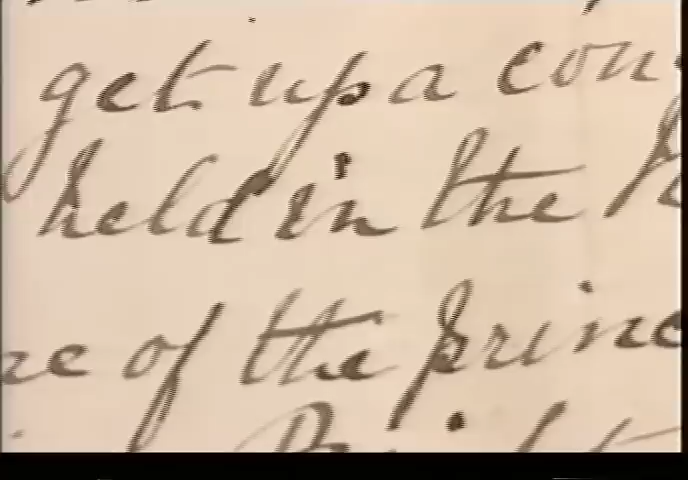 get up a con
held in the
of the princ